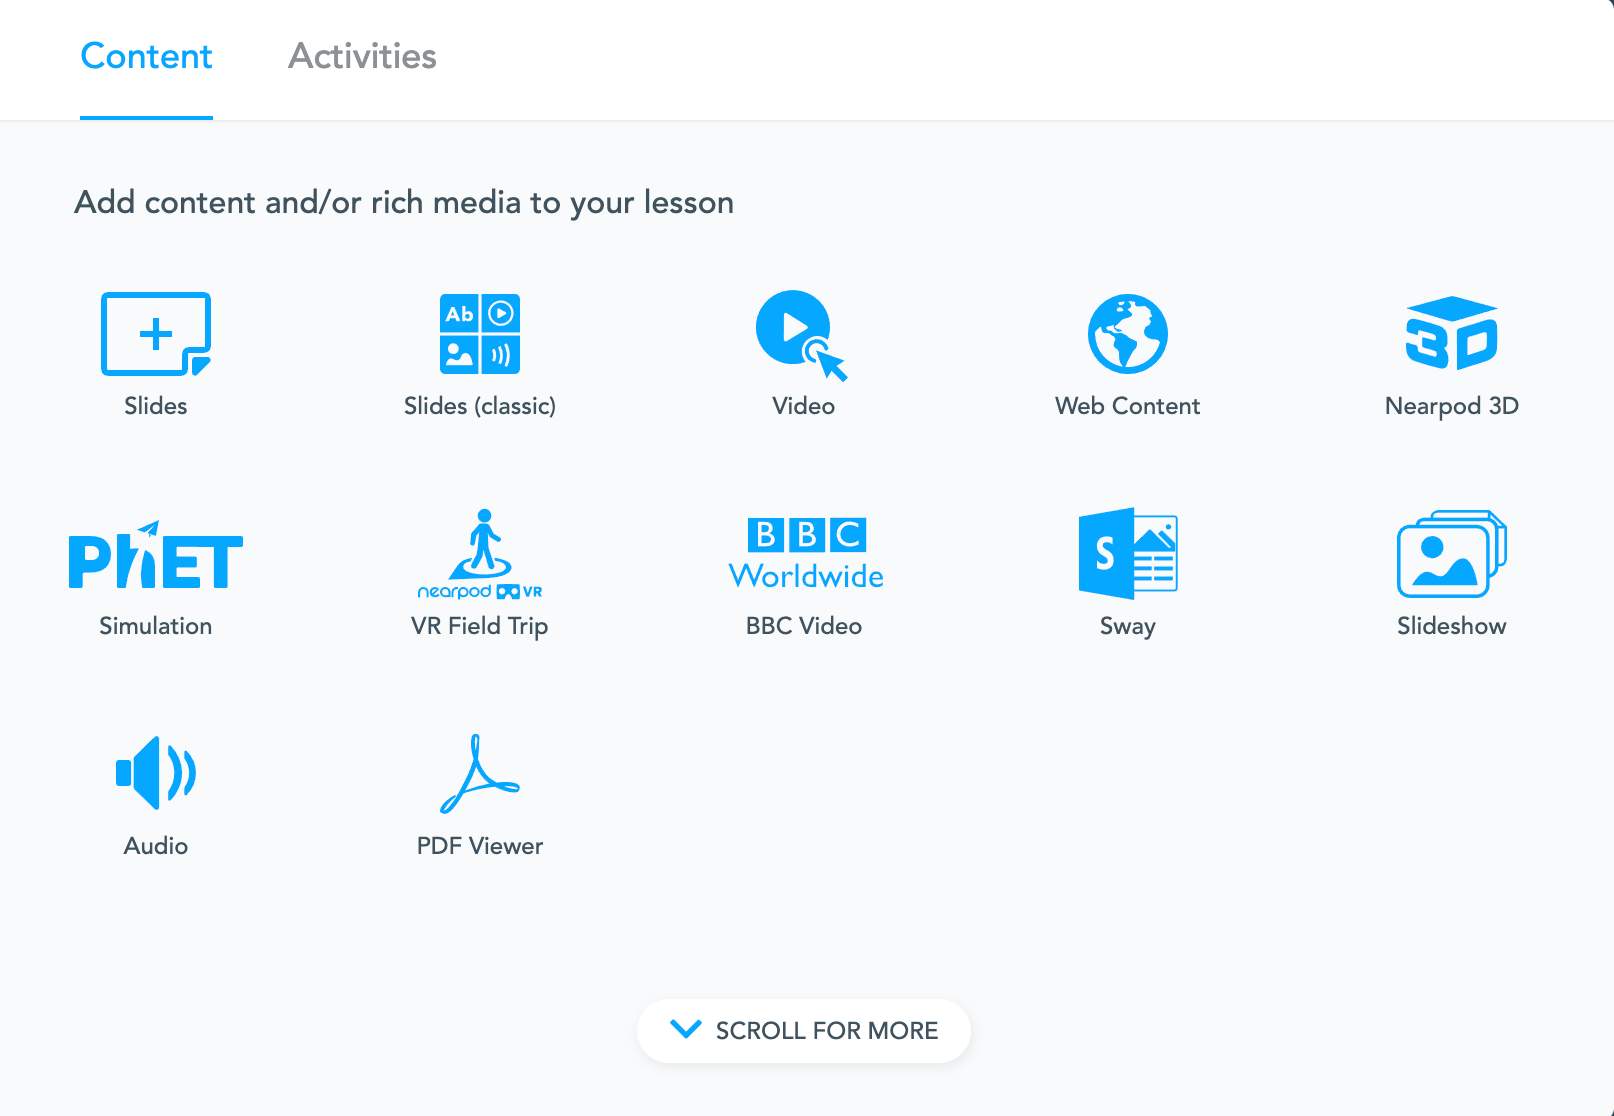 Content Activities
Add content and/or rich media to your lesson
Ab
Slides Slides (classic) Video Web Content Nearpod 3D
3D
PhET
nearpod VR
BBC
Worldwide
S
Simulation VR Field Trip BBC Video Sway Slideshow
Audio PDF Viewer
SCROLL FOR MORE